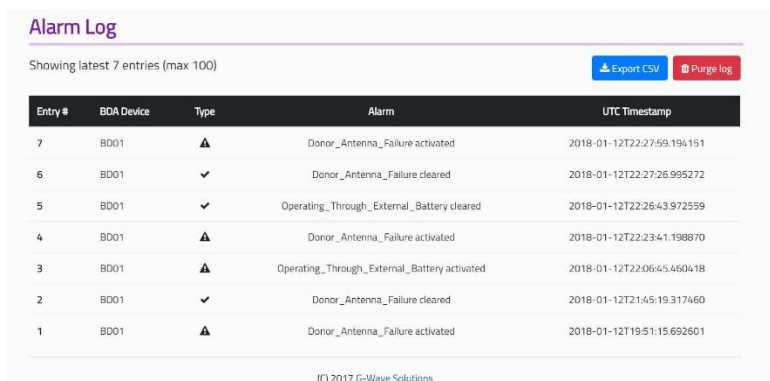 Alarm Log
Showing latest 7 entries (max 100)
Export CSV Purge log
Entry # BDA Device Type Alarm UTC Timestamp
7 BD01 Donor_Antenna_Failure activated 2018-01-12T22:27:59.194151
6 BD01 Donor_Antenna_Failure cleared 2018-01-12T22:27:26.995272
5 BD01 Operating_Through_External_Battery cleared 2018-01-12T22:26:43.972559
4 BD01 Donor_Antenna_Failure activated 2018-01-12T22:23:41.198870
3 BD01 Operating_Through_External_Battery activated 2018-01-12T22:06:45.460418
2 BD01 Donor_Antenna_Failure cleared 2018-01-12T21:45:19.317460
1 BD01 Donor_Antenna_Failure activated 2018-01-12T19:51:15.692601
(C) 2017 G-Wave Solutions